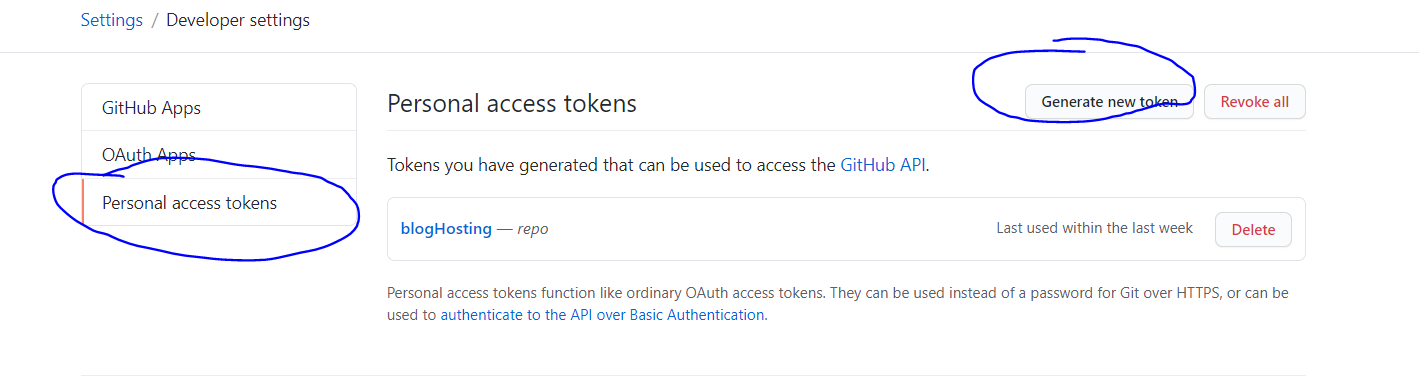 Settings / Developer settings
GitHub Apps
OAuth Apps
Personal access tokens
Personal access tokens
Generate new token
Revoke all
Tokens you have generated that can be used to access the GitHub API.
blogHosting — repo
Last used within the last week
Delete
Personal access tokens function like ordinary OAuth access tokens. They can be used instead of a password for Git over HTTPS, or can be
used to authenticate to the API over Basic Authentication.